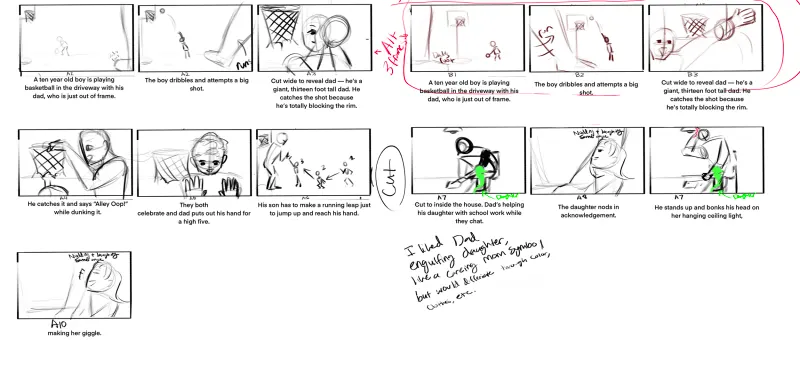 A1
A2
A3
Alt
3 frames
B1
B2
B3
run
A ten year old boy is playing
basketball in the driveway with his
dad, who is just out of frame.
The boy dribbles and attempts a big
shot.
Cut wide to reveal dad — he's a
giant, thirteen foot tall dad. He
catches the shot because
he's totally blocking the rim.
A ten year old boy is playing
basketball in the driveway with his
dad, who is just out of frame.
The boy dribbles and attempts a big
shot.
Cut wide to reveal dad — he's a
giant, thirteen foot tall dad. He
catches the shot because
he's totally blocking the rim.
He catches it and says "Alley Oop!"
while dunking it.
They both
celebrate and dad puts out his hand for
a high five.
His son has to make a running leap just
to jump up and reach his hand.
Cut
A7
Cut to inside the house. Dad's helping
his daughter with school work while
they chat.
The daughter nods in
acknowledgement.
A7
He stands up and bonks his head on
her hanging ceiling light,
I liked Dad
engulfing daughter,
like a
but would differentiate through color,
etc.
A10
making her giggle.